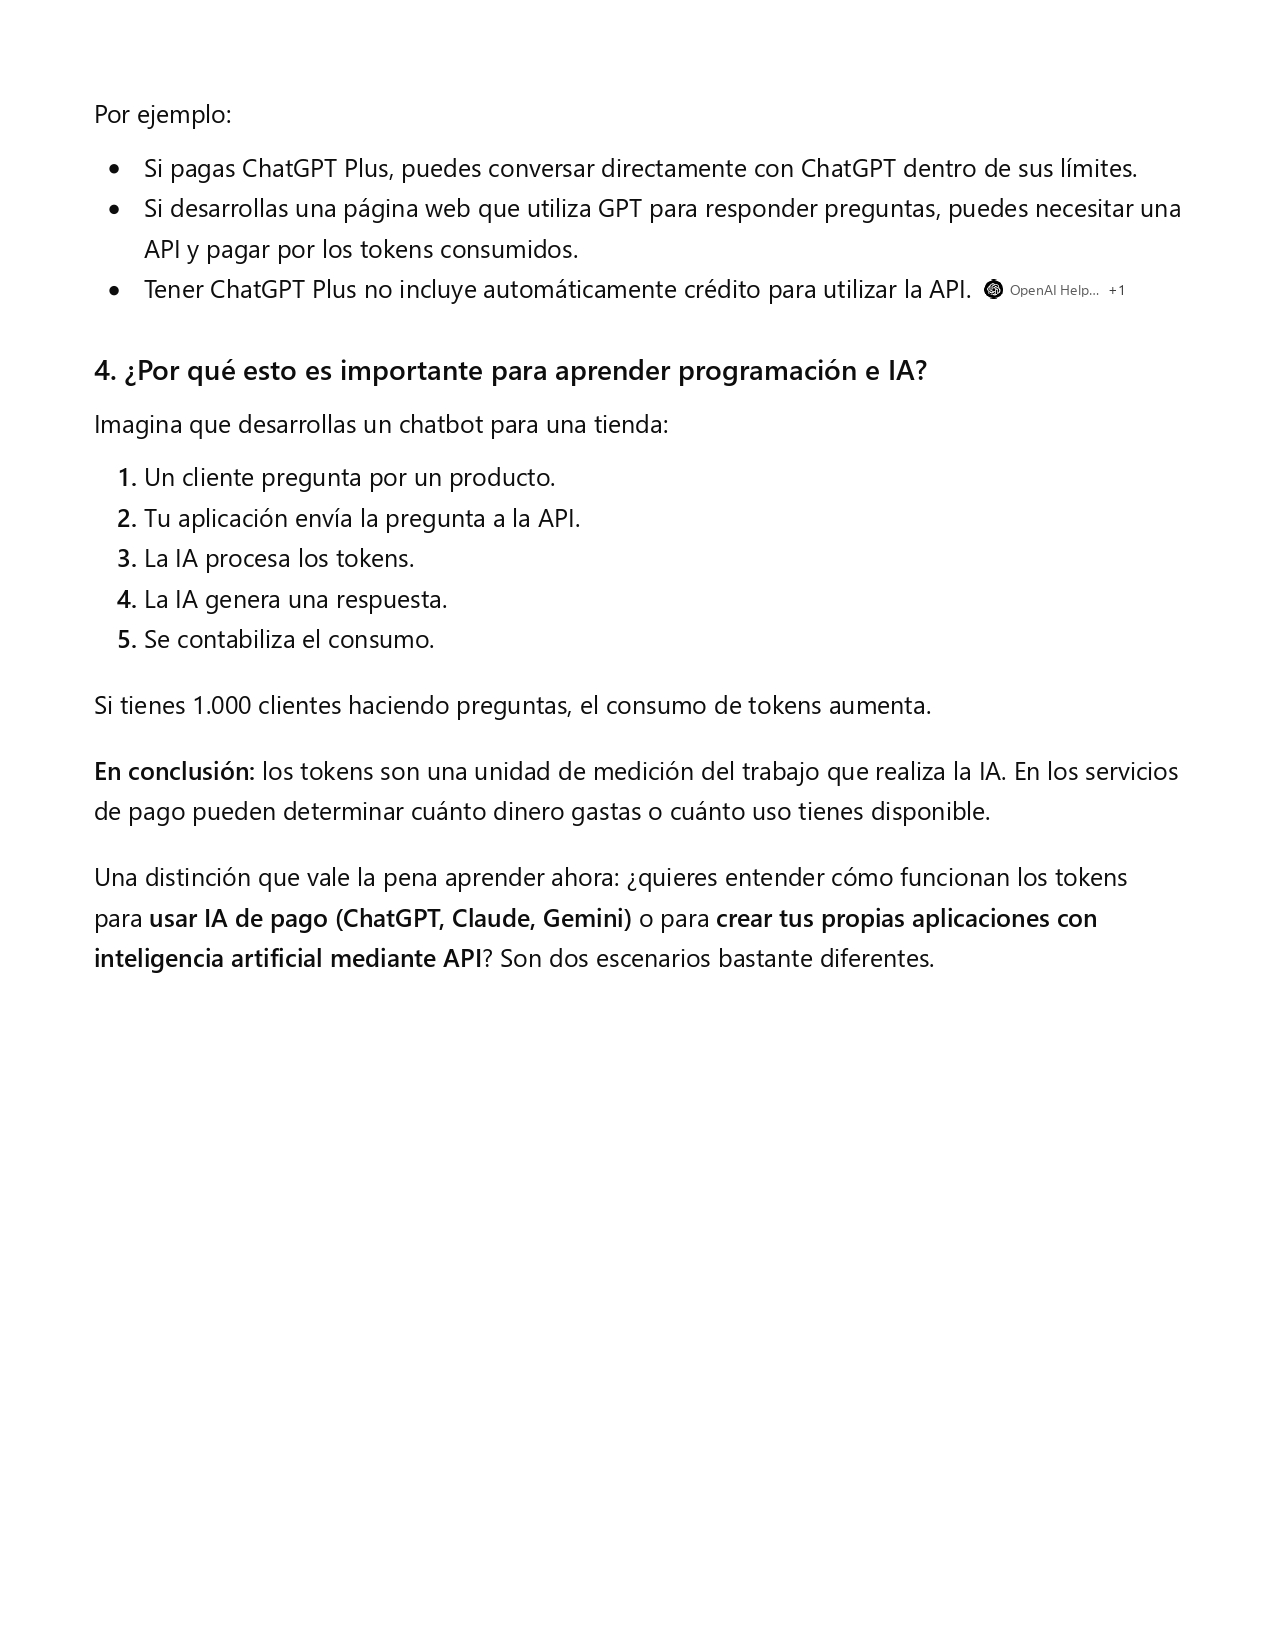 Por ejemplo:
• Si pagas ChatGPT Plus, puedes conversar directamente con ChatGPT dentro de sus límites.
• Si desarrollas una página web que utiliza GPT para responder preguntas, puedes necesitar una
API y pagar por los tokens consumidos.
• Tener ChatGPT Plus no incluye automáticamente crédito para utilizar la API. OpenAI Help... +1
4. ¿Por qué esto es importante para aprender programación e IA?
Imagina que desarrollas un chatbot para una tienda:
1. Un cliente pregunta por un producto.
2. Tu aplicación envía la pregunta a la API.
3. La IA procesa los tokens.
4. La IA genera una respuesta.
5. Se contabiliza el consumo.
Si tienes 1.000 clientes haciendo preguntas, el consumo de tokens aumenta.
En conclusión: los tokens son una unidad de medición del trabajo que realiza la IA. En los servicios
de pago pueden determinar cuánto dinero gastas o cuánto uso tienes disponible.
Una distinción que vale la pena aprender ahora: ¿quieres entender cómo funcionan los tokens
para usar IA de pago (ChatGPT, Claude, Gemini) o para crear tus propias aplicaciones con
inteligencia artificial mediante API? Son dos escenarios bastante diferentes.